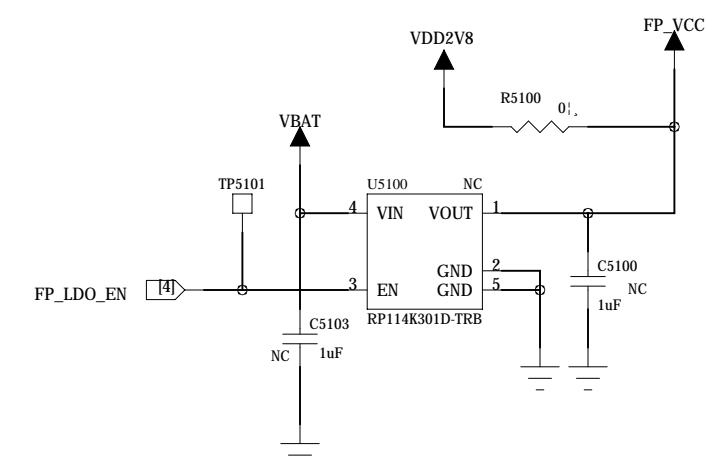 FP_VCC
VDD2V8
R5100
0¦¸
VBAT
TP5101
U5100 NC
4 VIN VOUT 1
GND 2
FP_LDO_EN [4] 3 EN GND 5
RP114K301D-TRB
C5100
NC
1uF
C5103
NC 1uF